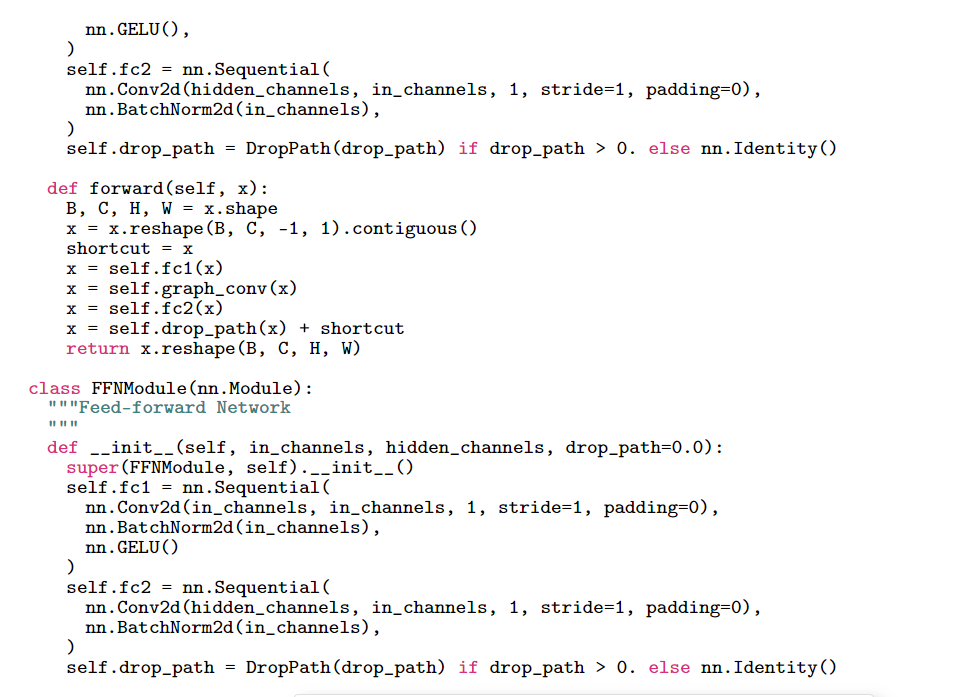 nn.GELU(),
)
self.fc2 = nn.Sequential(
nn.Conv2d(hidden_channels, in_channels, 1, stride=1, padding=0),
nn.BatchNorm2d(in_channels),
)
self.drop_path = DropPath(drop_path) if drop_path > 0. else nn.Identity()
def forward(self, x):
B, C, H, W = x.shape
x = x.reshape(B, C, -1, 1).contiguous()
shortcut = x
x = self.fc1(x)
x = self.graph_conv(x)
x = self.fc2(x)
x = self.drop_path(x) + shortcut
return x.reshape(B, C, H, W)
class FFNModule(nn.Module):
"""Feed-forward Network
"""
def __init__(self, in_channels, hidden_channels, drop_path=0.0):
super(FFNModule, self).__init__()
self.fc1 = nn.Sequential(
nn.Conv2d(in_channels, in_channels, 1, stride=1, padding=0),
nn.BatchNorm2d(in_channels),
nn.GELU()
)
self.fc2 = nn.Sequential(
nn.Conv2d(hidden_channels, in_channels, 1, stride=1, padding=0),
nn.BatchNorm2d(in_channels),
)
self.drop_path = DropPath(drop_path) if drop_path > 0. else nn.Identity()